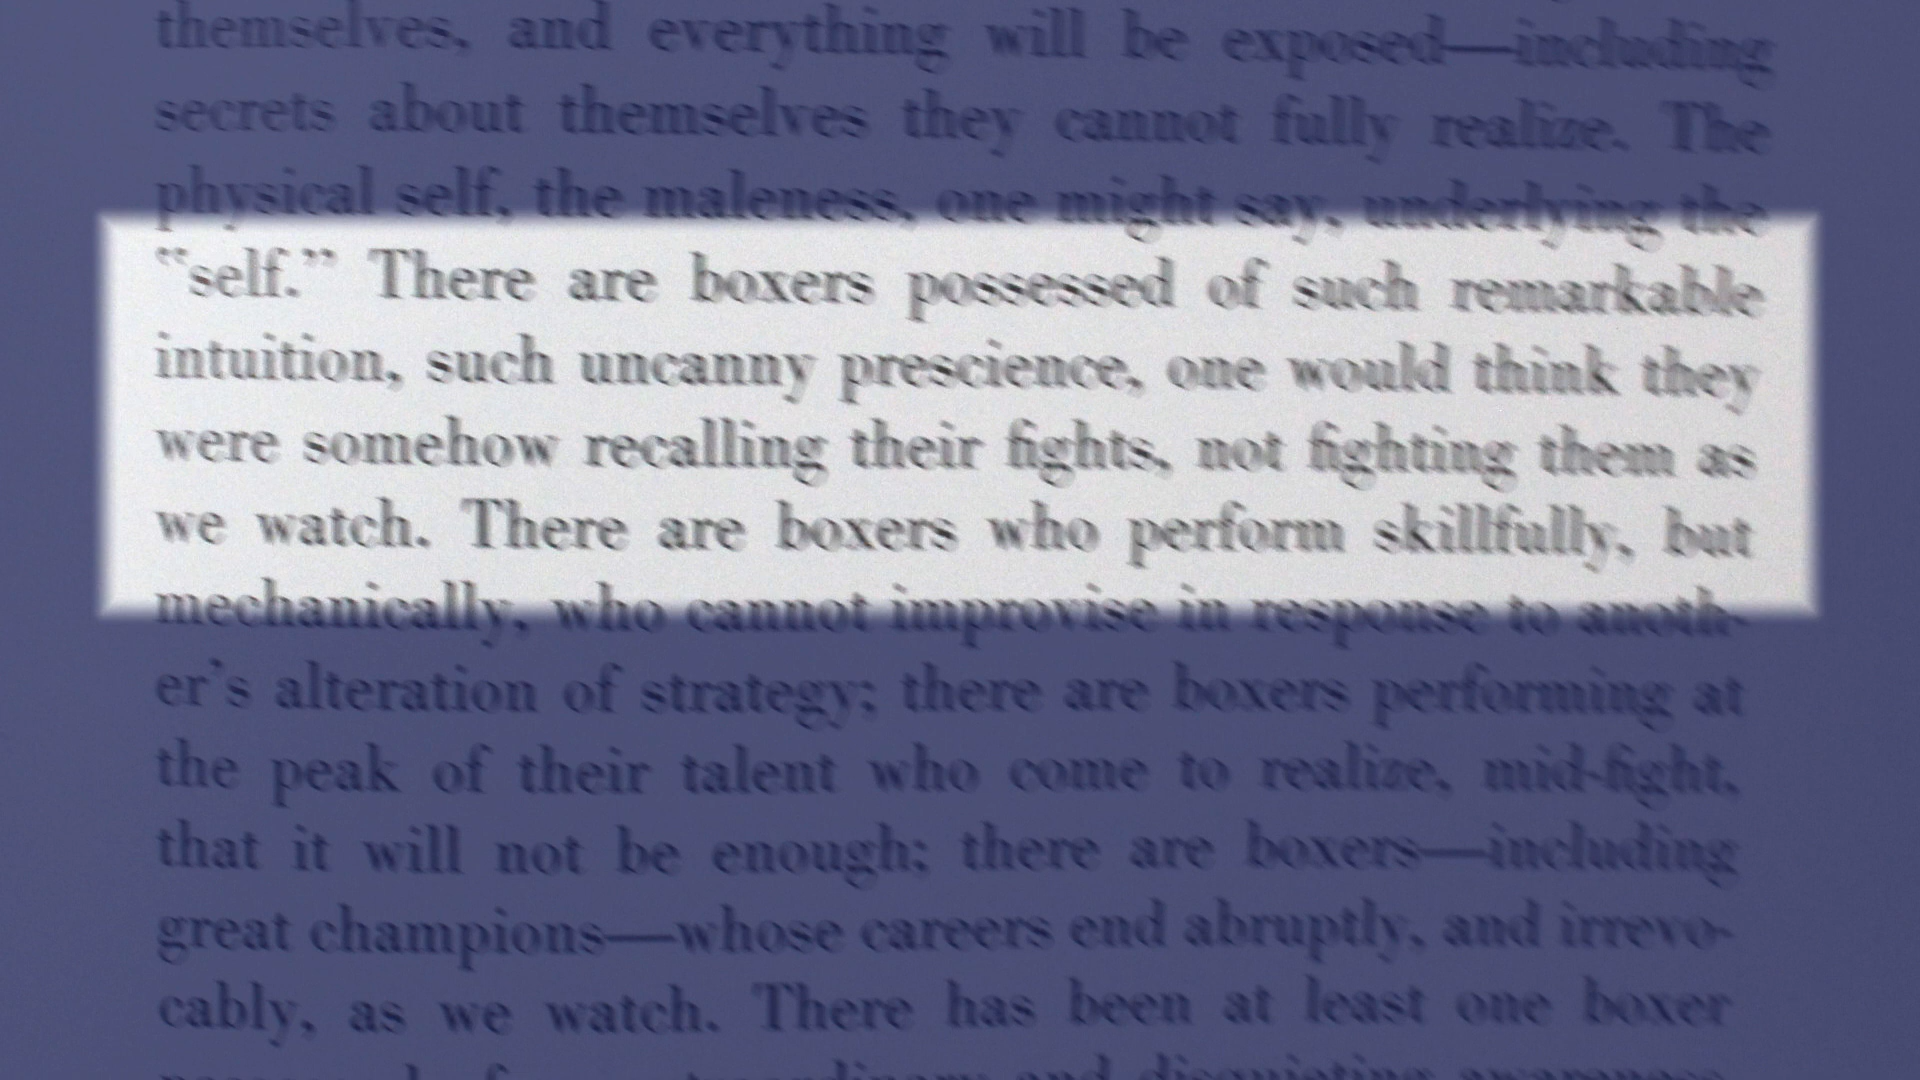 themselves, and everything will be exposed—including
secrets about themselves they cannot fully realize. The
physical self, the maleness, one might say, underlying the
“self.” There are boxers possessed of such remarkable
intuition, such uncanny prescience, one would think they
were somehow recalling their fights, not fighting them as
we watch. There are boxers who perform skillfully, but
mechanically, who cannot improvise in response to anoth-
er’s alteration of strategy; there are boxers performing at
the peak of their talent who come to realize, mid-fight,
that it will not be enough; there are boxers—including
great champions—whose careers end abruptly, and irrevo-
cably, as we watch. There has been at least one boxer
and disquieting awareness